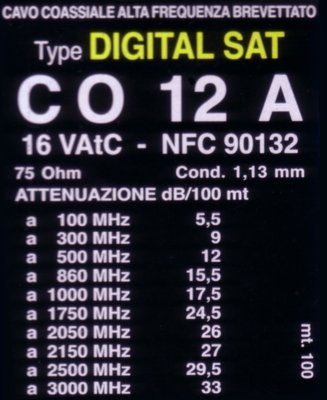 CAVO COASSIALE ALTA FREQUENZA BREVETTATO
Type DIGITAL SAT
CO 12 A
16 VAtC - NFC 90132
75 Ohm Cond. 1,13 mm
ATTENUAZIONE dB/100 mt
a 100 MHz 5,5
a 300 MHz 9
a 500 MHz 12
a 860 MHz 15,5
a 1000 MHz 17,5
a 1750 MHz 24,5
a 2050 MHz 26
a 2150 MHz 27
a 2500 MHz 29,5
a 3000 MHz 33
mt. 100